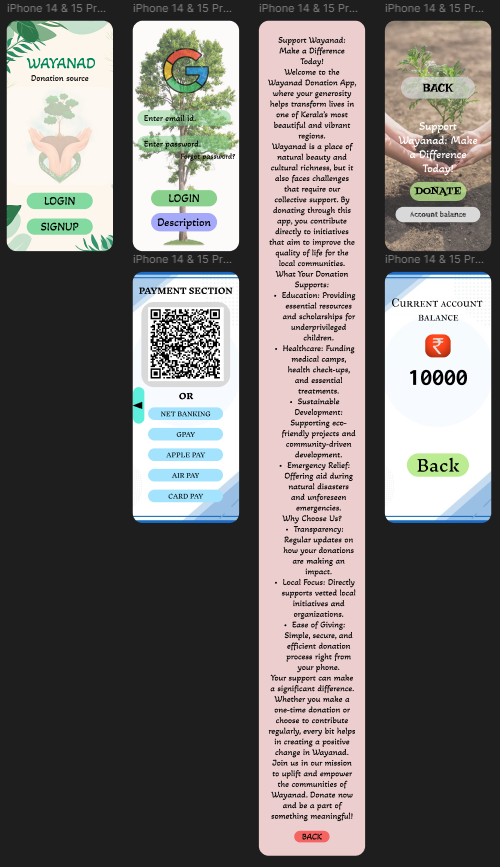 iPhone 14 & 15 Pr...
WAYANAD
Donation source
LOGIN
SIGNUP
iPhone 14 & 15 Pr...
G
Enter email id.
Enter password.
Forgot password?
LOGIN
Description
iPhone 14 & 15 Pr...
Support Wayanad:
Make a Difference
Today!
Welcome to the
Wayanad Donation App,
where your generosity
helps transform lives in
one of Kerala's most
beautiful and vibrant
regions.
Wayanad is a place of
natural beauty and
cultural richness, but it
also faces challenges
that require our
collective support. By
donating through this
app, you contribute
directly to initiatives
that aim to improve the
quality of life for the
local communities.
What Your Donation
Supports:
• Education: Providing
essential resources
and scholarships for
underprivileged
children.
• Healthcare: Funding
medical camps,
health check-ups,
and essential
treatments.
• Sustainable
Development:
Supporting eco-
friendly projects and
community-driven
development.
• Emergency Relief:
Offering aid during
natural disasters
and unforeseen
emergencies.
Why Choose Us?
• Transparency:
Regular updates on
how your donations
are making an
impact.
• Local Focus: Directly
supports vetted local
initiatives and
organizations.
• Ease of Giving:
Simple, secure, and
efficient donation
process right from
your phone.
Your support can make
a significant difference.
Whether you make a
one-time donation or
choose to contribute
regularly, every bit helps
in creating a positive
change in Wayanad.
Join us in our mission
to uplift and empower
the communities of
Wayanad. Donate now
and be a part of
something meaningful!
BACK
iPhone 14 & 15 Pr...
BACK
Support
Wayanad: Make
a Difference
Today!
DONATE
Account balance
iPhone 14 & 15 Pr...
PAYMENT SECTION
OR
NET BANKING
GPAY
APPLE PAY
AIR PAY
CARD PAY
iPhone 14 & 15 Pr...
CURRENT ACCOUNT
BALANCE
₹
10000
Back